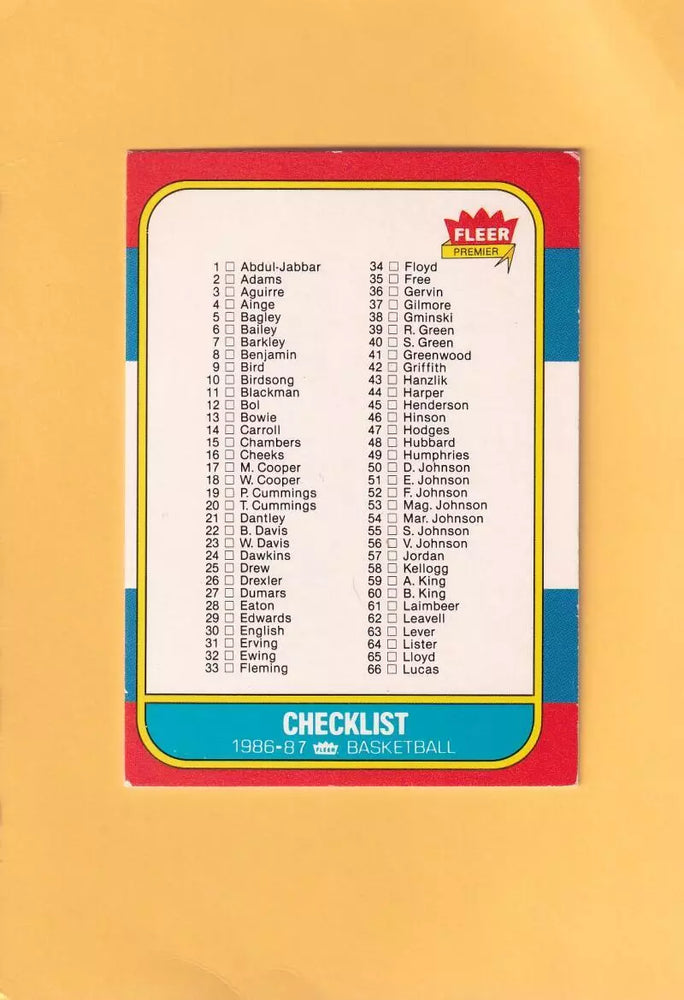 FLEER
PREMIER
1 Abdul-Jabbar
2 Adams
3 Aguirre
4 Ainge
5 Bagley
6 Bailey
7 Barkley
8 Benjamin
9 Bird
10 Birdsong
11 Blackman
12 Bol
13 Bowie
14 Carroll
15 Chambers
16 Cheeks
17 M. Cooper
18 W. Cooper
19 P. Cummings
20 T. Cummings
21 Dantley
22 B. Davis
23 W. Davis
24 Dawkins
25 Drew
26 Drexler
27 Dumars
28 Eaton
29 Edwards
30 English
31 Erving
32 Ewing
33 Fleming
34 Floyd
35 Free
36 Gervin
37 Gilmore
38 Gminski
39 R. Green
40 S. Green
41 Greenwood
42 Griffith
43 Hanzlik
44 Harper
45 Henderson
46 Hinson
47 Hodges
48 Hubbard
49 Humphries
50 D. Johnson
51 E. Johnson
52 F. Johnson
53 Mag. Johnson
54 Mar. Johnson
55 S. Johnson
56 V. Johnson
57 Jordan
58 Kellogg
59 A. King
60 B. King
61 Laimbeer
62 Leavell
63 Lever
64 Lister
65 Lloyd
66 Lucas
CHECKLIST
1986-87 FLEER BASKETBALL